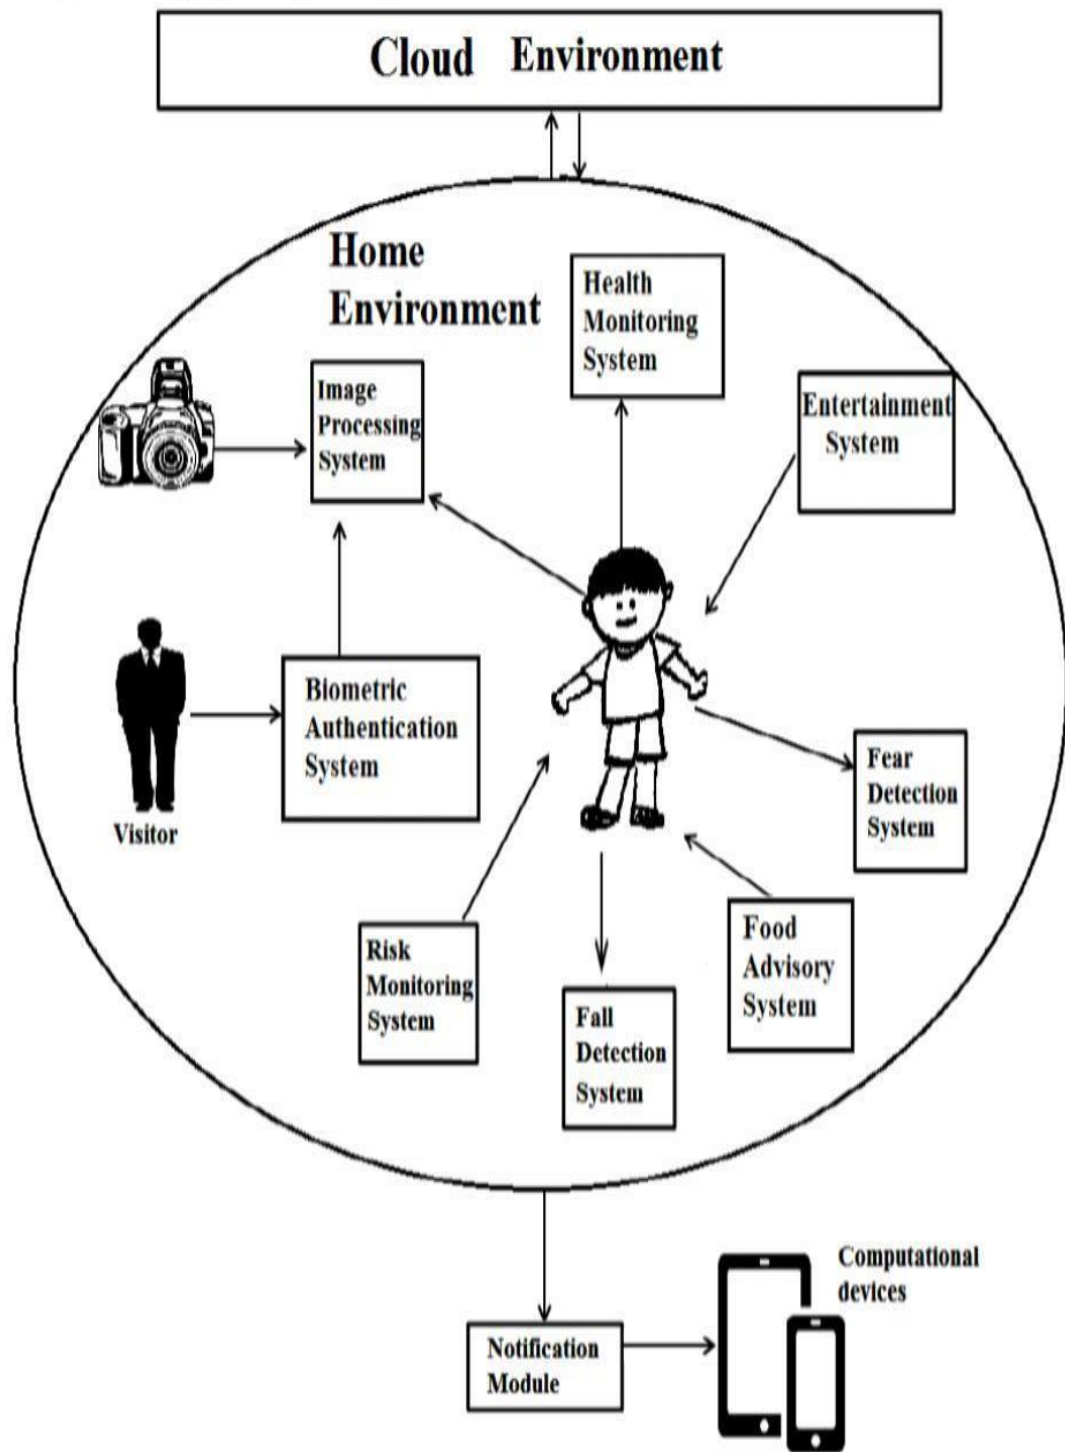 Cloud Environment
Home
Environment
Health
Monitoring
System
Image
Processing
System
Entertainment
System
Biometric
Authentication
System
Visitor
Fear
Detection
System
Risk
Monitoring
System
Food
Advisory
System
Fall
Detection
System
Computational
devices
Notification
Module